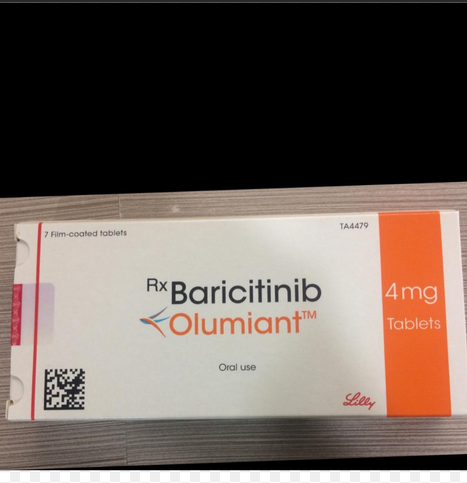 7 Film-coated tablets
TA4479
Rx Baricitinib
Olumiant™
4mg
Tablets
Oral use
Lilly